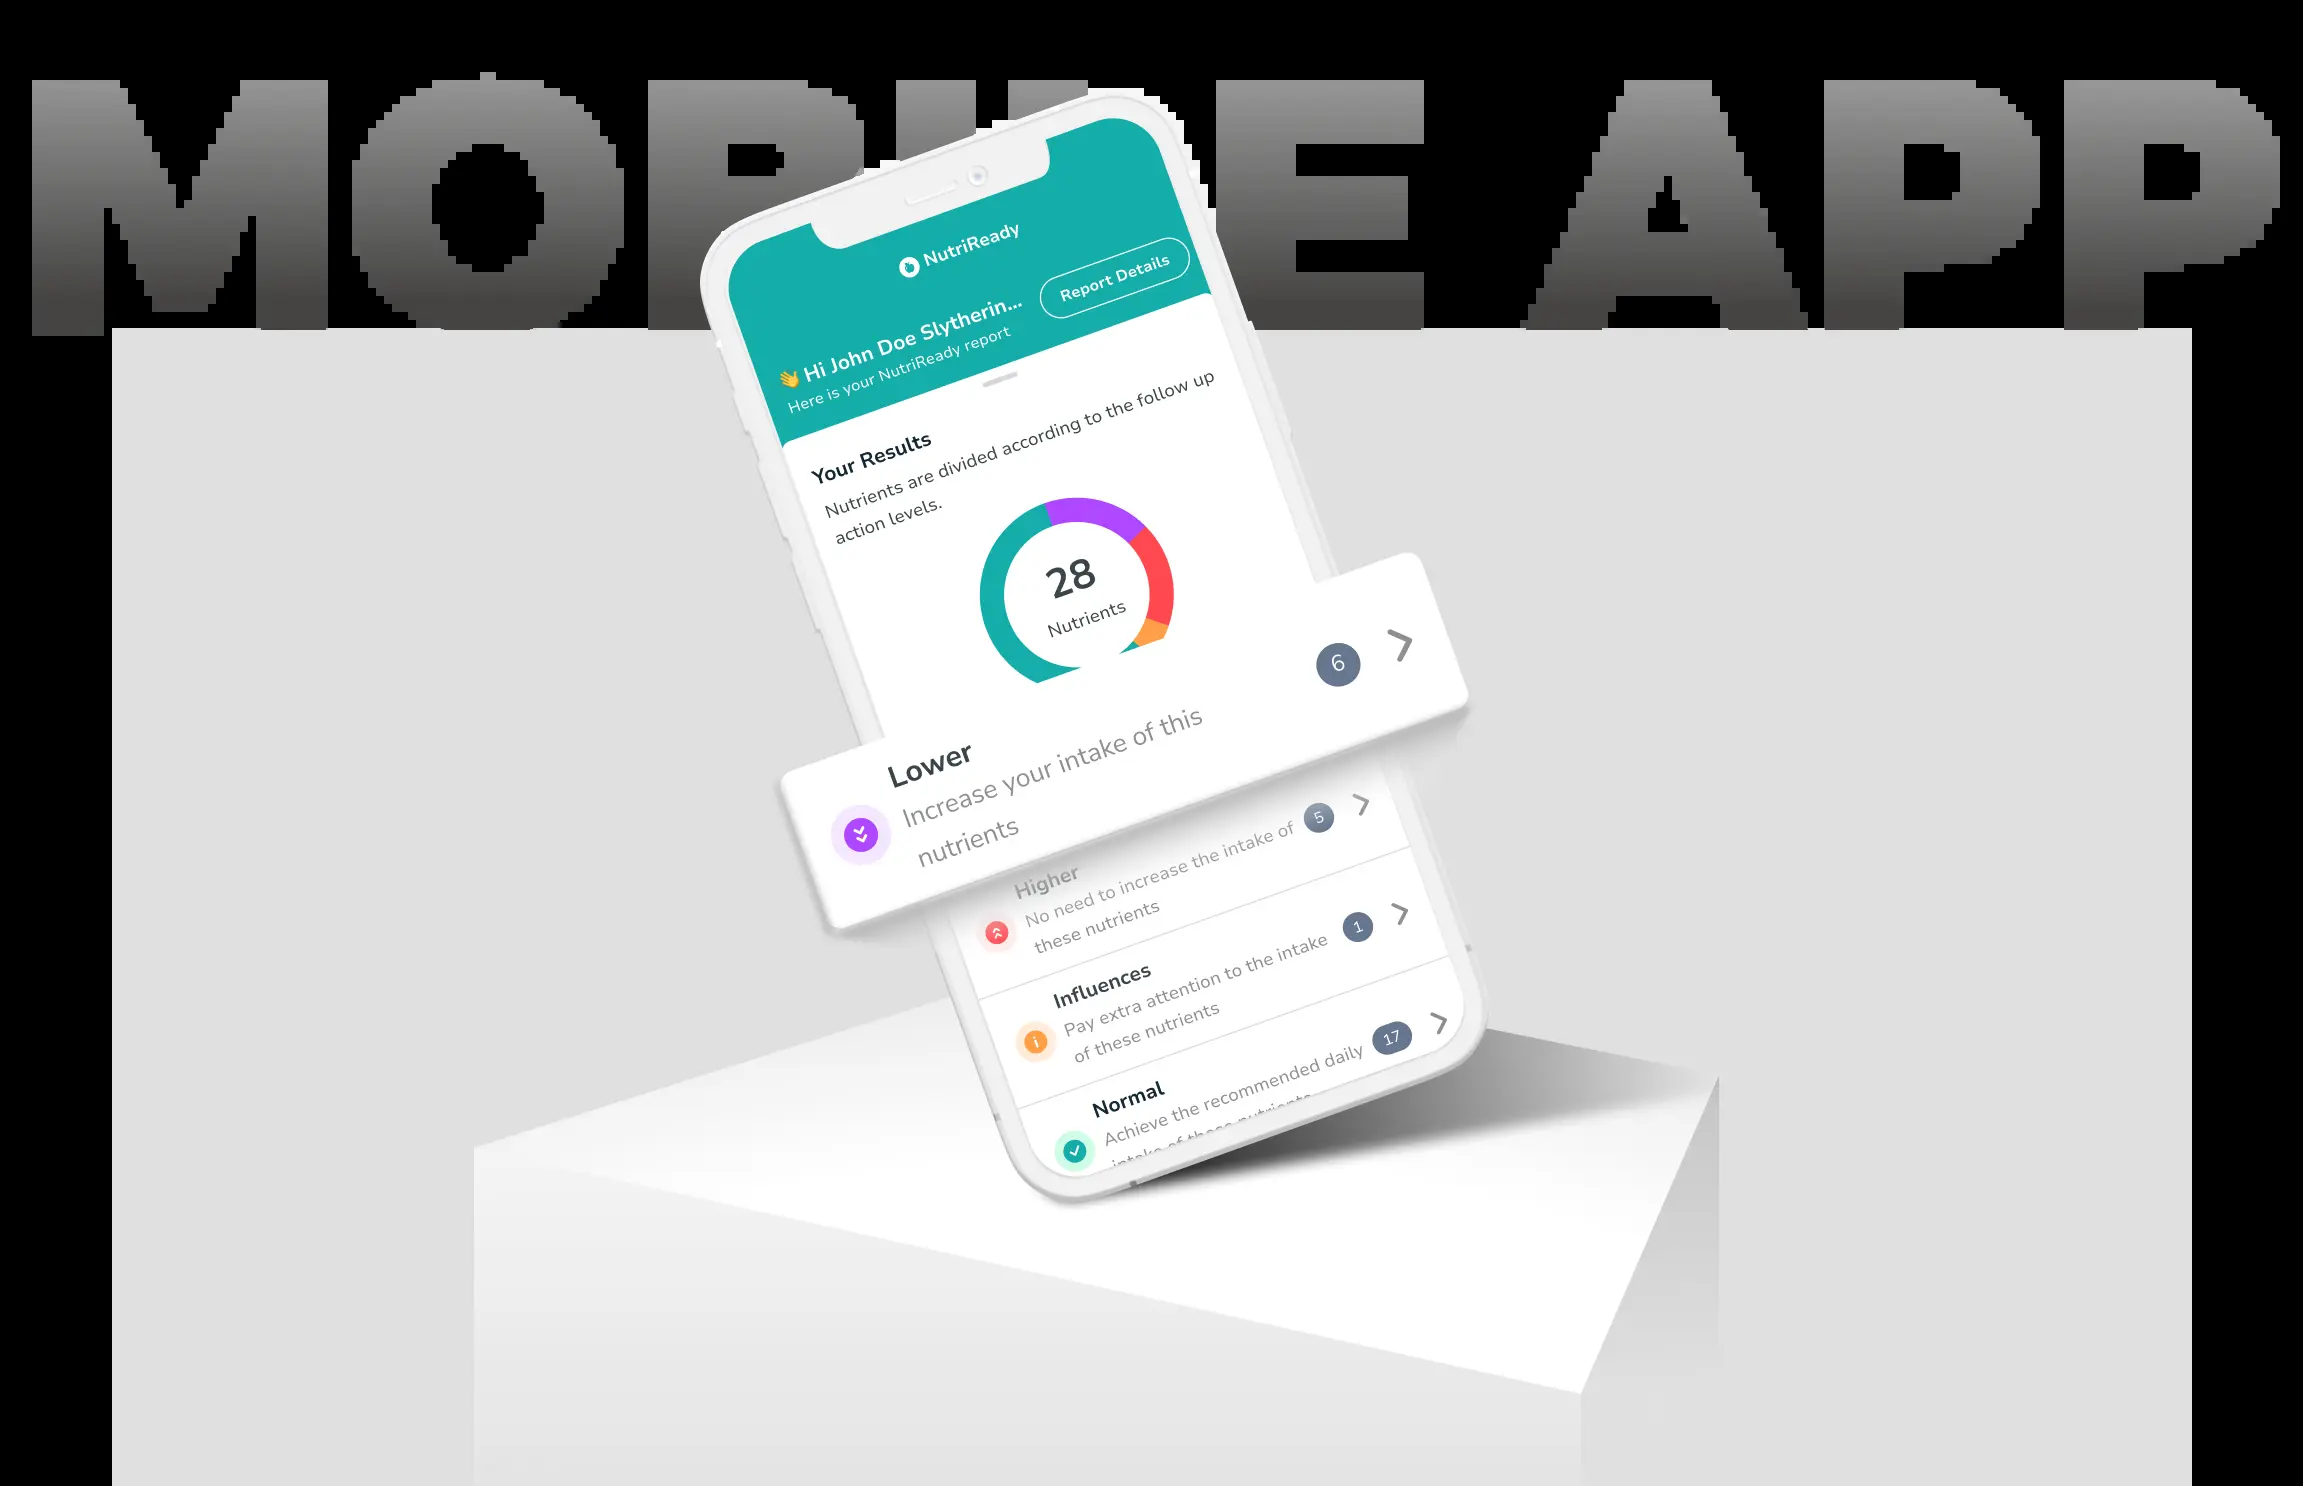 MOBILE APP
NutriReady
Report Details
👋 Hi John Doe Slytherin...
Here is your NutriReady report
Your Results
Nutrients are divided according to the follow up
action levels.
28
Nutrients
Lower
Increase your intake of this
nutrients
6
Higher
No need to increase the intake of
these nutrients
5
Influences
Pay extra attention to the intake
of these nutrients
1
Normal
Achieve the recommended daily
intake of these nutrients
17